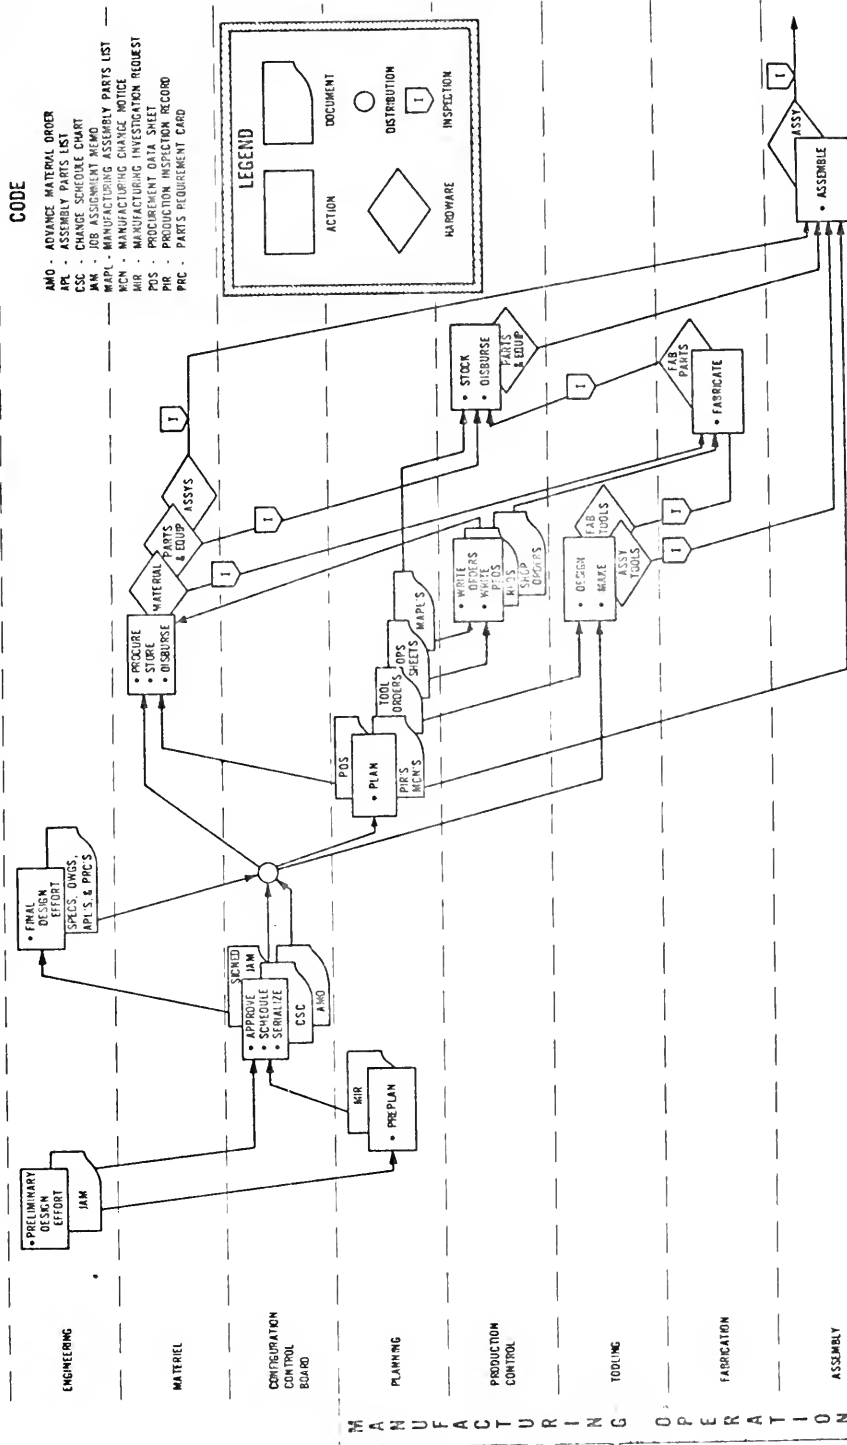 CODE
AMO - ADVANCE MATERIAL ORDER
APL - ASSEMBLY PARTS LIST
CSC - CHANGE SCHEDULE CHART
JAM - JOB ASSIGNMENT MEMO
MAPL - MANUFACTURING ASSEMBLY PARTS LIST
MCN - MANUFACTURING CHANGE NOTICE
MIR - MANUFACTURING INVESTIGATION REQUEST
PDS - PROCUREMENT DATA SHEET
PIR - PRODUCTION INSPECTION RECORD
PRC - PARTS REQUIREMENT CARD
LEGEND
ACTION
DOCUMENT
HARDWARE
DISTRIBUTION
I
INSPECTION
ENGINEERING
• PRELIMINARY
DESIGN
EFFORT
JAM
• FINAL
DESIGN
EFFORT
SPECS, DWGS,
APL'S, & PRC'S
MATERIEL
• PROCURE
• STORE
• DISBURSE
MATERIAL
PARTS
& EQUIP
ASSYS
I
I
I
CONFIGURATION
CONTROL
BOARD
• APPROVE
• SCHEDULE
• SERIALIZE
SIGNED
JAM
CSC
AMO
MANUFACTURING OPERATION
PLANNING
• PREPLAN
MIR
• PLAN
PDS
PIR'S
MCN'S
TOOL
ORDERS
OPS
SHEETS
MAPL'S
PRODUCTION
CONTROL
• WRITE
ORDERS
• WRITE
SHOP
ORDERS
• STOCK
• DISBURSE
PARTS
& EQUIP
TOOLING
• DESIGN
• MAKE
FAB
TOOLS
ASSY
TOOLS
I
I
I
FABRICATION
• FABRICATE
FAB
PARTS
ASSEMBLY
• ASSEMBLE
ASSY
I